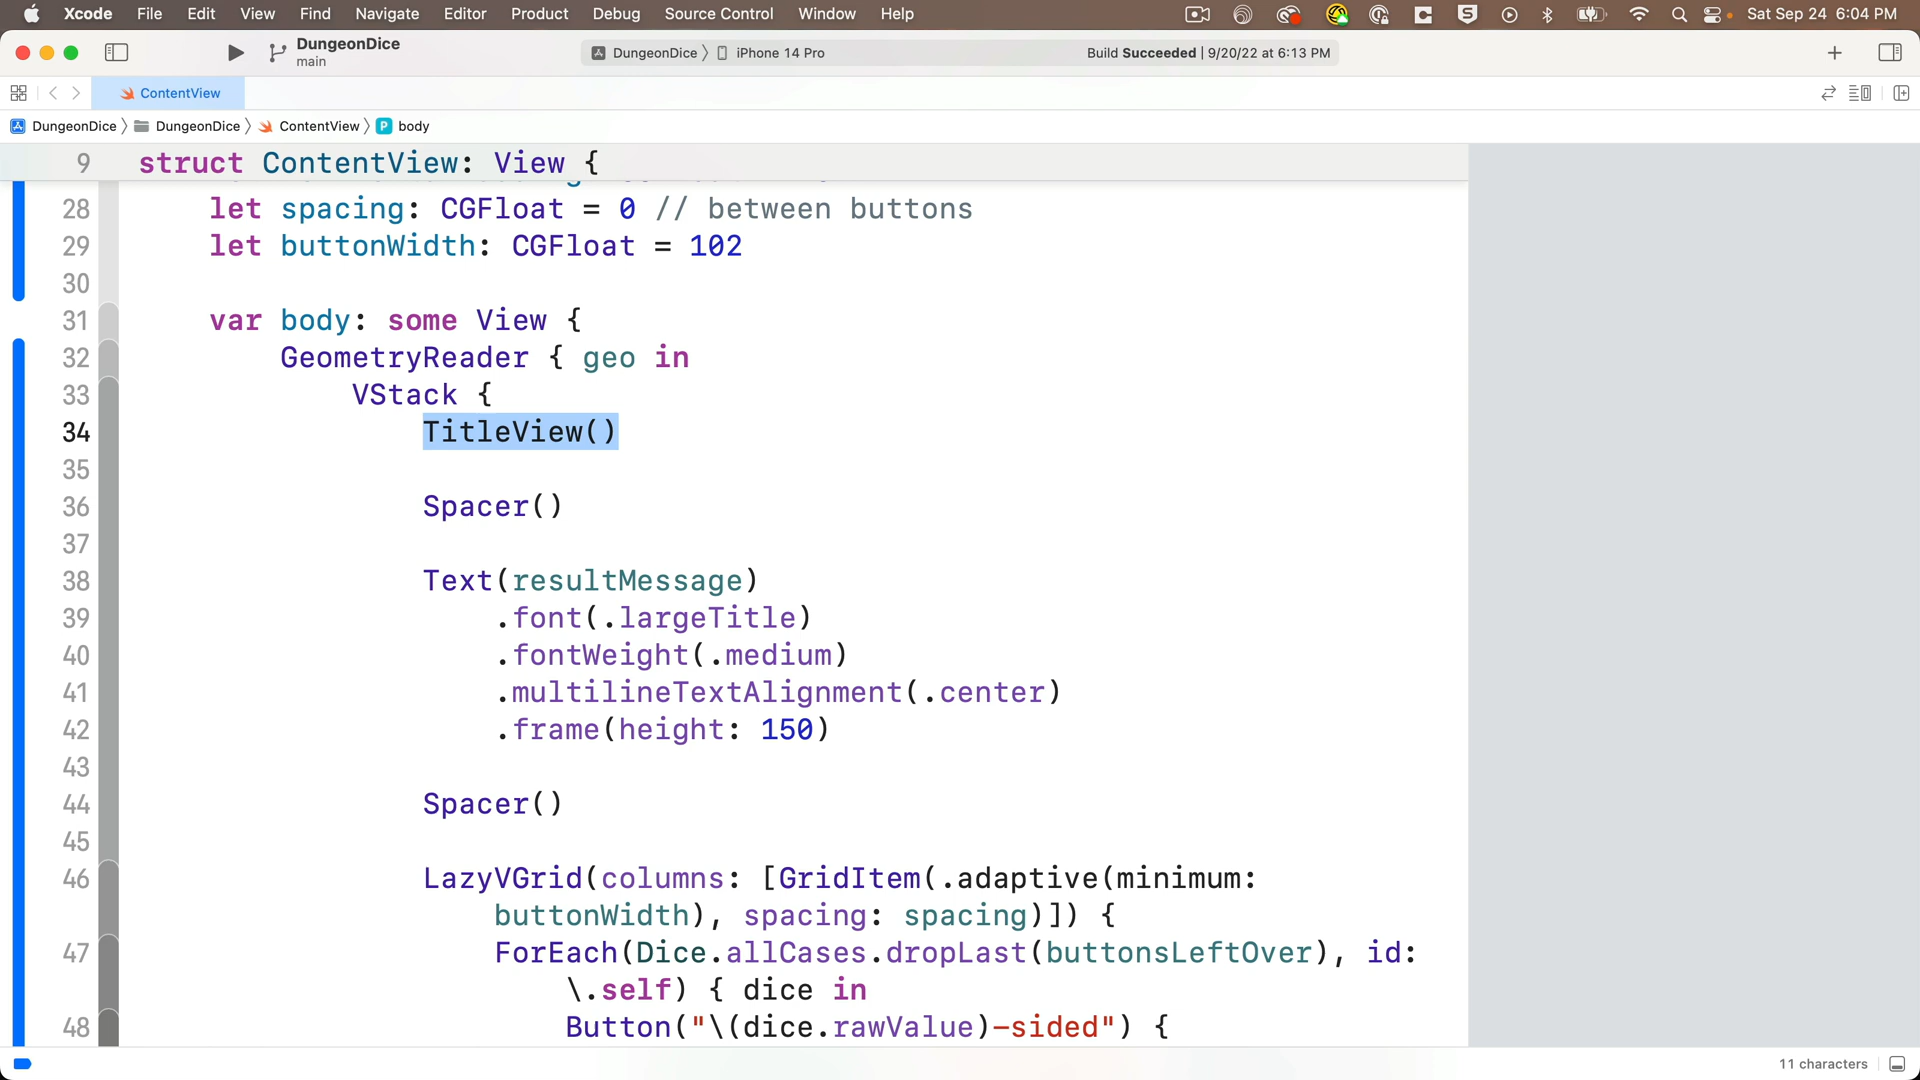 Xcode File Edit View Find Navigate Editor Product Debug Source Control Window Help Sat Sep 24 6:04 PM
DungeonDice
main
DungeonDice iPhone 14 Pro Build Succeeded | 9/20/22 at 6:13 PM
ContentView
DungeonDice DungeonDice ContentView P body
9 struct ContentView: View {
28 let spacing: CGFloat = 0 // between buttons
29 let buttonWidth: CGFloat = 102
30
31 var body: some View {
32 GeometryReader { geo in
33 VStack {
34 TitleView()
35
36 Spacer()
37
38 Text(resultMessage)
39 .font(.largeTitle)
40 .fontWeight(.medium)
41 .multilineTextAlignment(.center)
42 .frame(height: 150)
43
44 Spacer()
45
46 LazyVGrid(columns: [GridItem(.adaptive(minimum:
buttonWidth), spacing: spacing)]) {
47 ForEach(Dice.allCases.dropLast(buttonsLeftOver), id:
\.self) { dice in
48 Button("\(dice.rawValue)-sided") {
11 characters